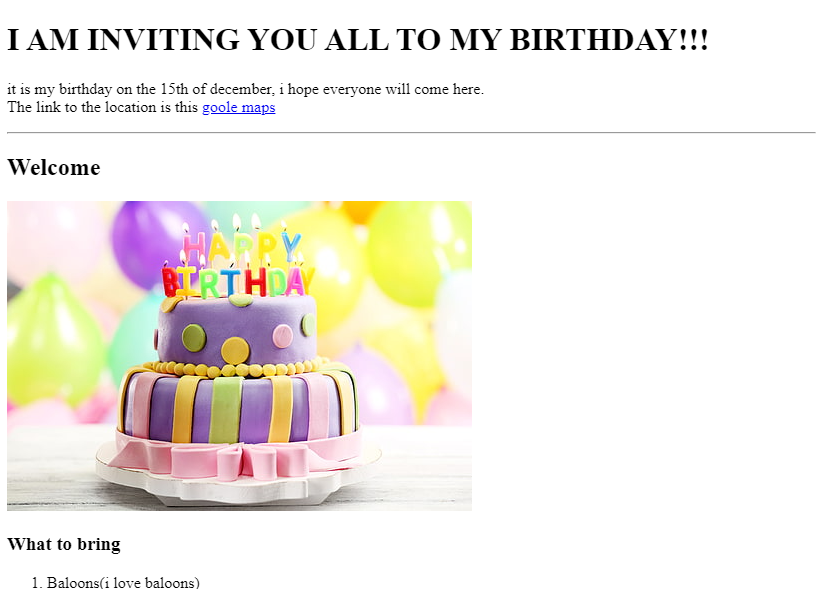 I AM INVITING YOU ALL TO MY BIRTHDAY!!!
it is my birthday on the 15th of december, i hope everyone will come here.
The link to the location is this goole maps
Welcome
HAPPY
BIRTHDAY
What to bring
1. Baloons(i love baloons)